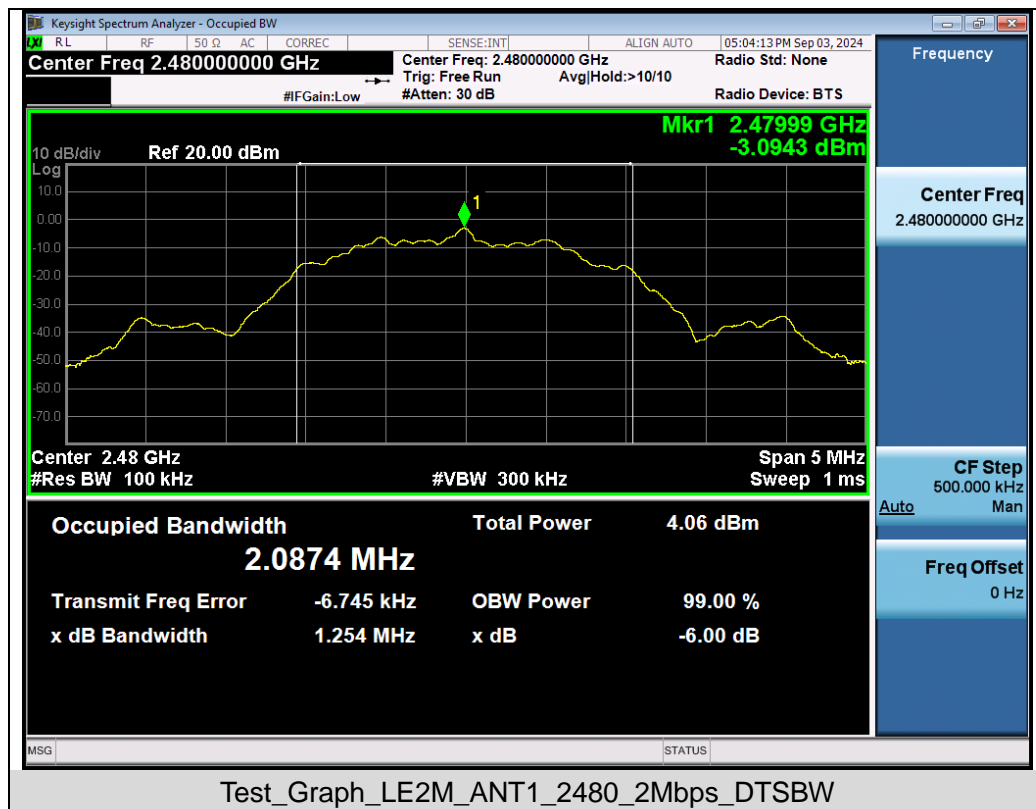 Keysight Spectrum Analyzer - Occupied BW
LXI RL RF 50 Ω AC CORREC SENSE:INT ALIGN AUTO 05:04:13 PM Sep 03, 2024
Center Freq 2.480000000 GHz
Center Freq: 2.480000000 GHz Radio Std: None
Trig: Free Run Avg|Hold:>10/10
#IFGain:Low #Atten: 30 dB Radio Device: BTS
Frequency
Mkr1 2.47999 GHz
-3.0943 dBm
10 dB/div Ref 20.00 dBm
Log
10.0
0.00
-10.0
-20.0
-30.0
-40.0
-50.0
-60.0
-70.0
1
Center 2.48 GHz Span 5 MHz
#Res BW 100 kHz #VBW 300 kHz Sweep 1 ms
Occupied Bandwidth Total Power 4.06 dBm
2.0874 MHz
Transmit Freq Error -6.745 kHz OBW Power 99.00 %
x dB Bandwidth 1.254 MHz x dB -6.00 dB
Center Freq
2.480000000 GHz
CF Step
500.000 kHz
Auto Man
Freq Offset
0 Hz
MSG STATUS
Test_Graph_LE2M_ANT1_2480_2Mbps_DTSBW